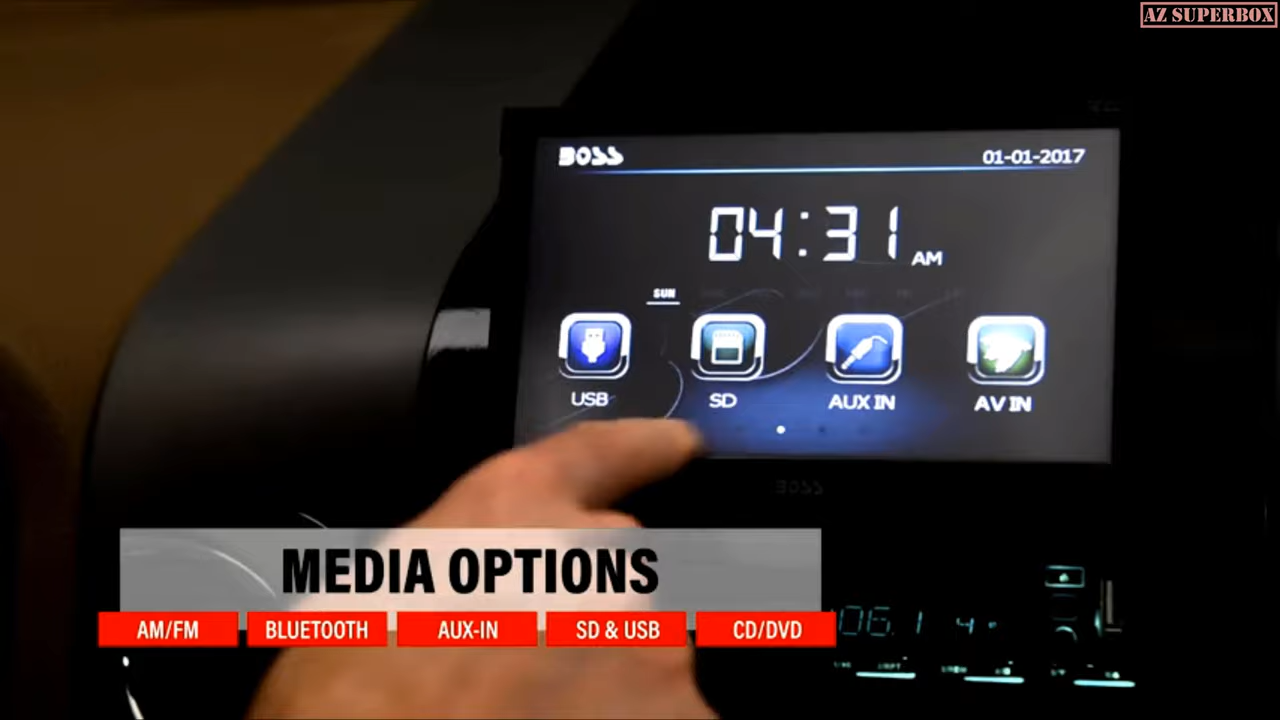 AZ SUPERBOX
BOSS 01-01-2017
04:31 AM
SUN
USB SD AUX IN AV IN
BOSS
MEDIA OPTIONS
AM/FM BLUETOOTH AUX-IN SD & USB CD/DVD